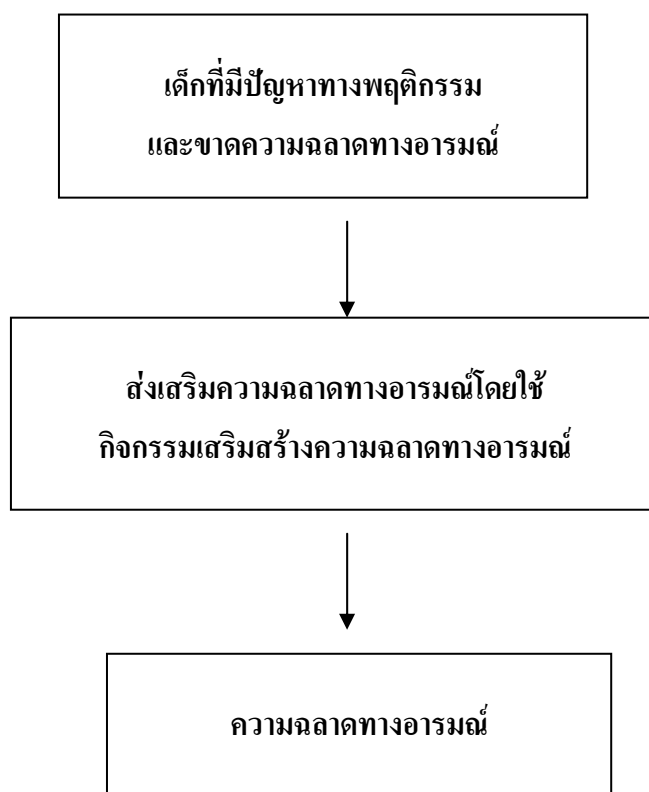 เด็กที่มีปัญหาทางพฤติกรรม
และขาดความฉลาดทางอารมณ์
ส่งเสริมความฉลาดทางอารมณ์โดยใช้
กิจกรรมเสริมสร้างความฉลาดทางอารมณ์
ความฉลาดทางอารมณ์